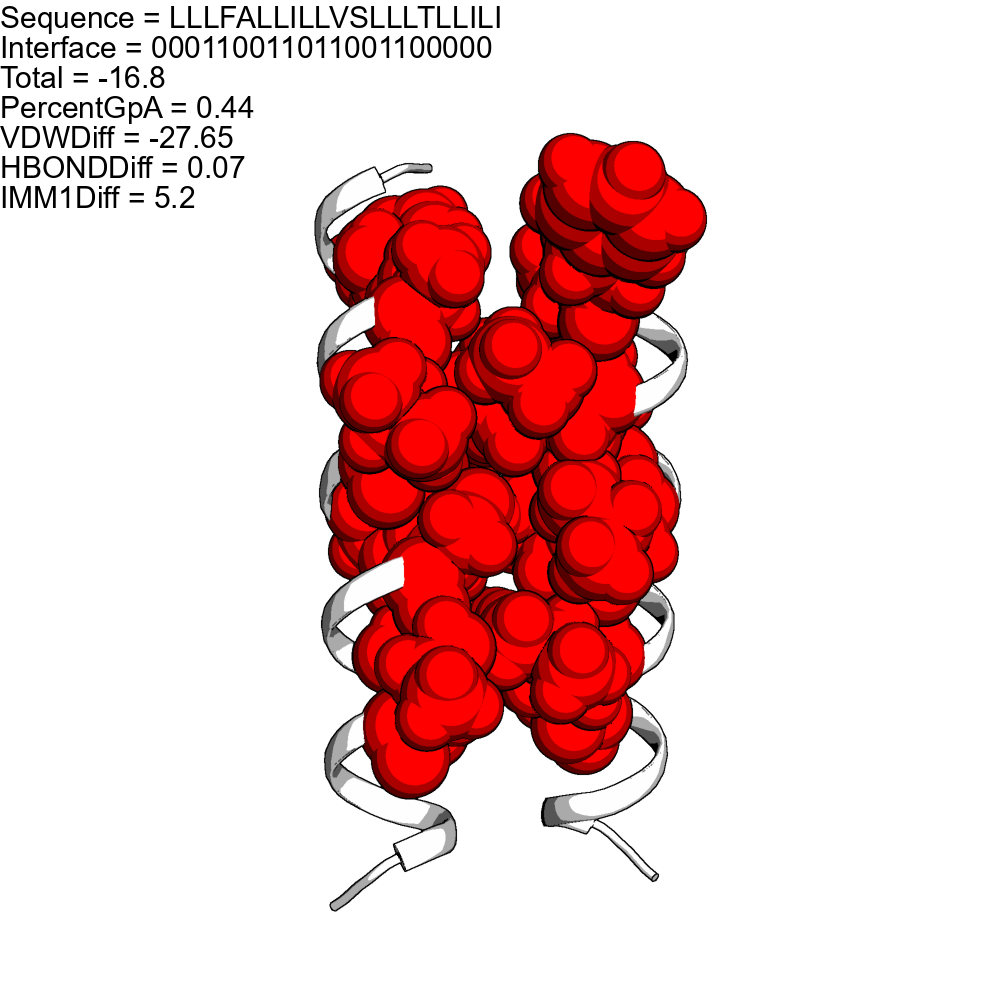 Sequence = LLLFALLILLVSLLLTLLILI
Interface = 000110011011001100000
Total = -16.8
PercentGpA = 0.44
VDWDiff = -27.65
HBONDDiff = 0.07
IMM1Diff = 5.2